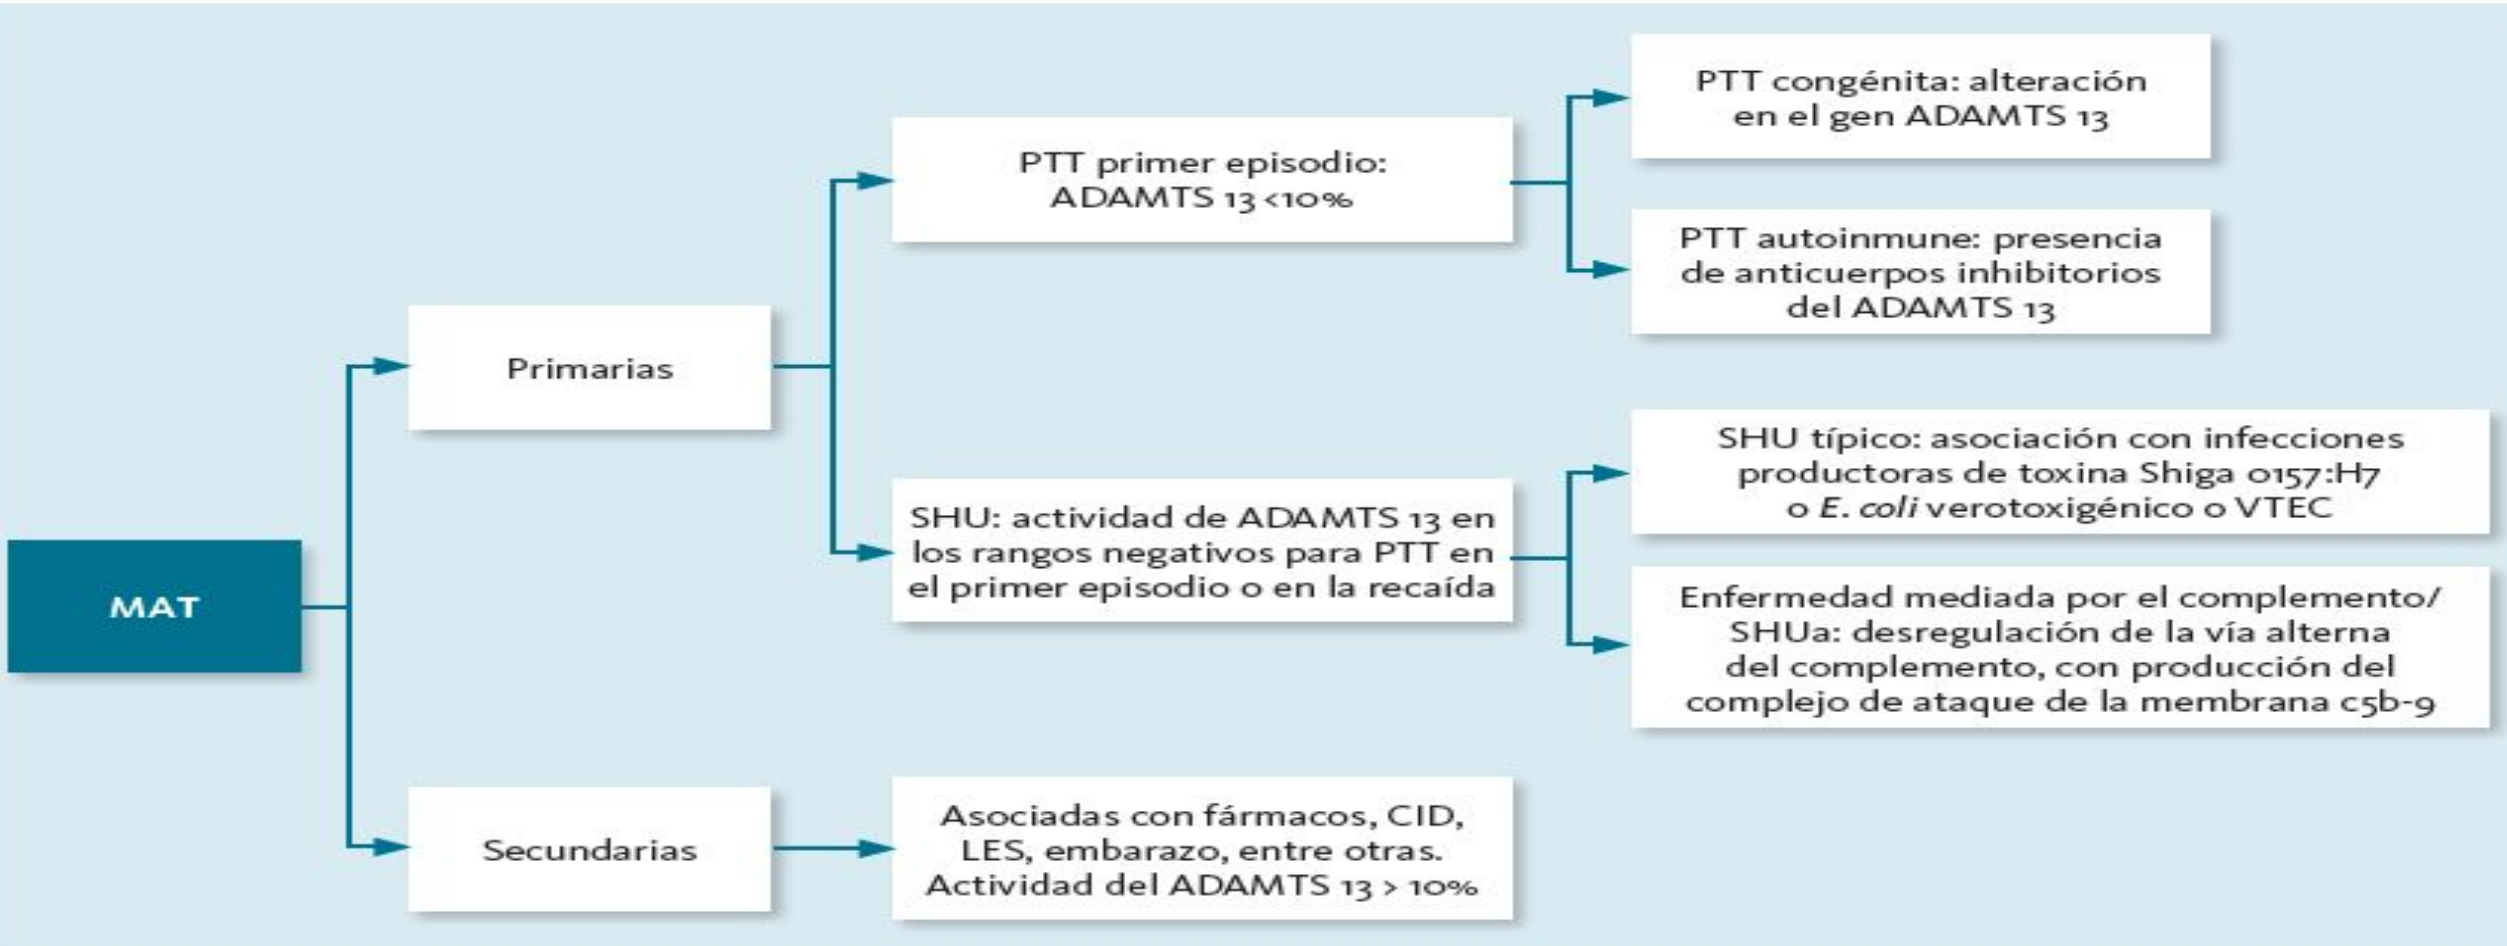 MAT
Primarias
PTT primer episodio:
ADAMTS 13 <10%
PTT congénita: alteración
en el gen ADAMTS 13
PTT autoinmune: presencia
de anticuerpos inhibitorios
del ADAMTS 13
SHU: actividad de ADAMTS 13 en
los rangos negativos para PTT en
el primer episodio o en la recaída
SHU típico: asociación con infecciones
productoras de toxina Shiga 0157:H7
o E. coli verotoxigénico o VTEC
Enfermedad mediada por el complemento/
SHUa: desregulación de la vía alterna
del complemento, con producción del
complejo de ataque de la membrana c5b-9
Secundarias
Asociadas con fármacos, CID,
LES, embarazo, entre otras.
Actividad del ADAMTS 13 > 10%